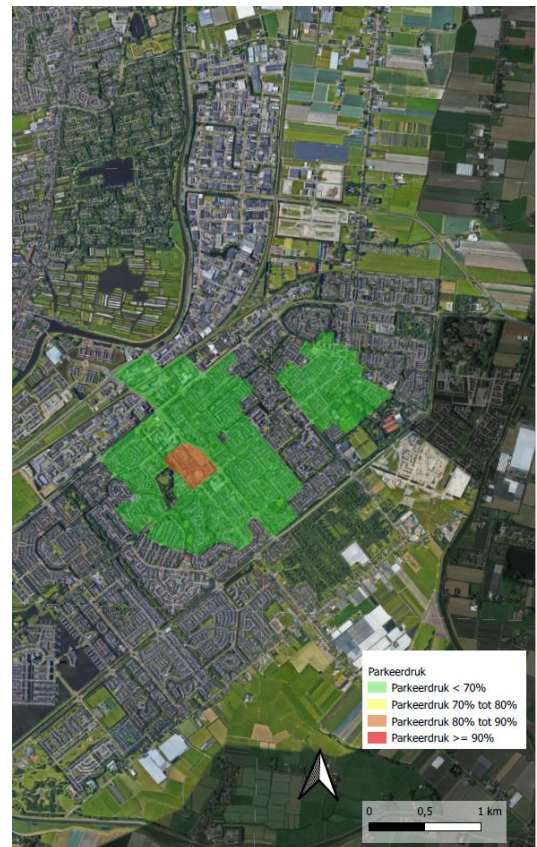 Parkeerdruk
Parkeerdruk < 70%
Parkeerdruk 70% tot 80%
Parkeerdruk 80% tot 90%
Parkeerdruk >= 90%
0 0,5 1 km